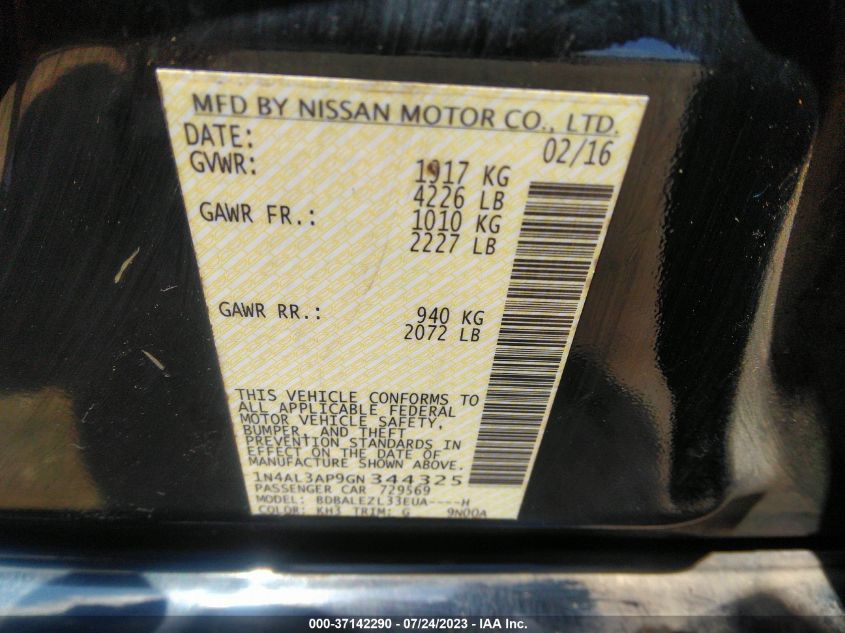 MFD BY NISSAN MOTOR CO., LTD.
DATE: 02/16
GVWR: 1917 KG
4226 LB
GAWR FR.: 1010 KG
2227 LB
GAWR RR.: 940 KG
2072 LB
THIS VEHICLE CONFORMS TO
ALL APPLICABLE FEDERAL
MOTOR VEHICLE SAFETY,
BUMPER, AND THEFT
PREVENTION STANDARDS IN
EFFECT ON THE DATE OF
MANUFACTURE SHOWN ABOVE.
1N4AL3AP9GN344325
PASSENGER CAR 729569
MODEL: BDBALEZL33EUA----H
COLOR: KH3 TRIM: G 9N00A
000-37142290 - 07/24/2023 - IAA Inc.